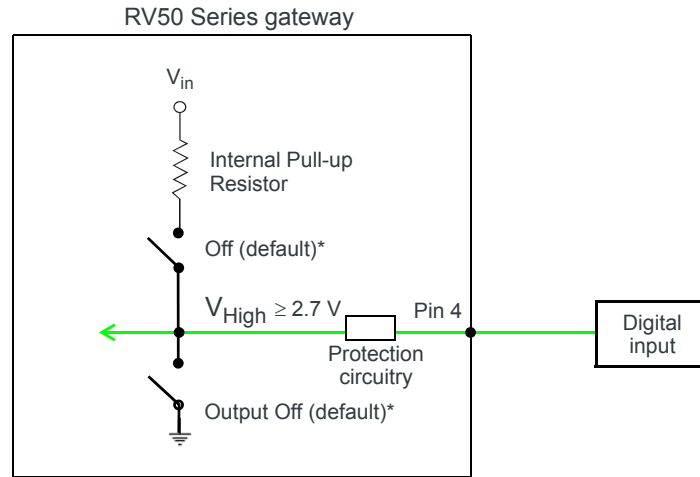 RV50 Series gateway
Vin
Internal Pull-up
Resistor
Off (default)*
VHigh ≥ 2.7 V
Pin 4
Protection
circuitry
Digital
input
Output Off (default)*